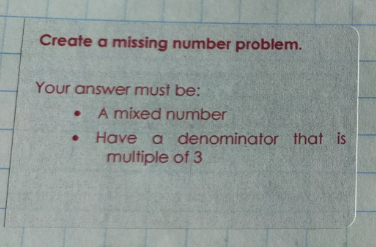 Create a missing number problem.
Your answer must be:
• A mixed number
• Have a denominator that is
multiple of 3